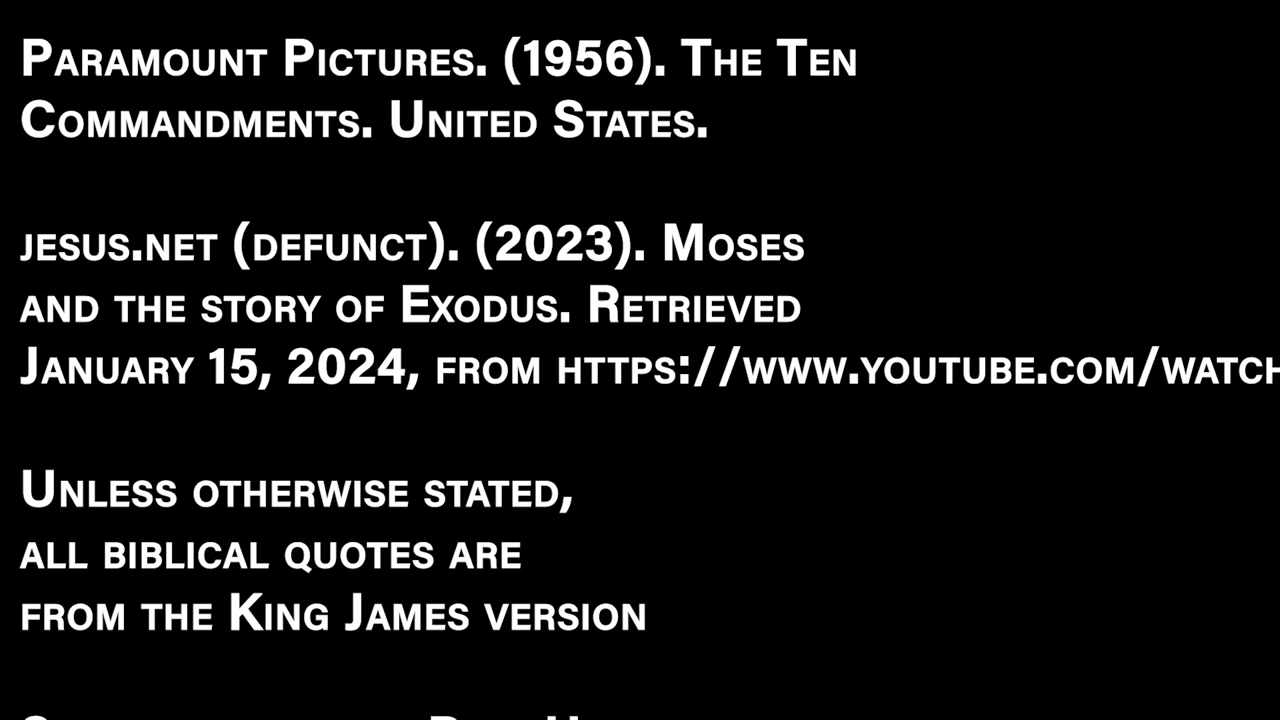 Paramount Pictures. (1956). The Ten
Commandments. United States.
jesus.net (defunct). (2023). Moses
and the story of Exodus. Retrieved
January 15, 2024, from https://www.youtube.com/watch
Unless otherwise stated,
all biblical quotes are
from the King James version